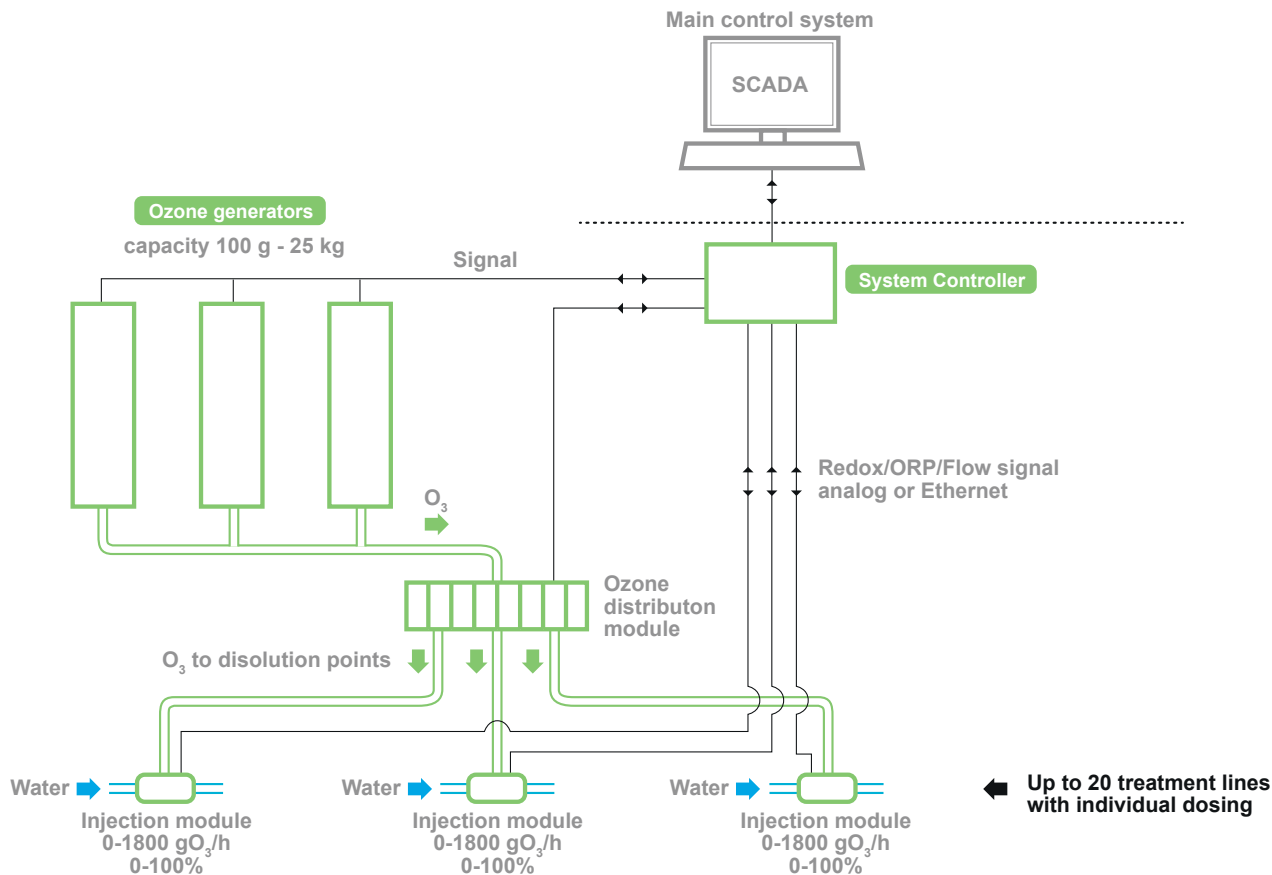 Main control system
SCADA
Ozone generators
capacity 100 g - 25 kg
Signal
System Controller
Redox/ORP/Flow signal
analog or Ethernet
O₃
Ozone
distributon
module
O₃ to disolution points
Water
Water
Water
Up to 20 treatment lines
with individual dosing
Injection module
0-1800 gO₃/h
0-100%
Injection module
0-1800 gO₃/h
0-100%
Injection module
0-1800 gO₃/h
0-100%